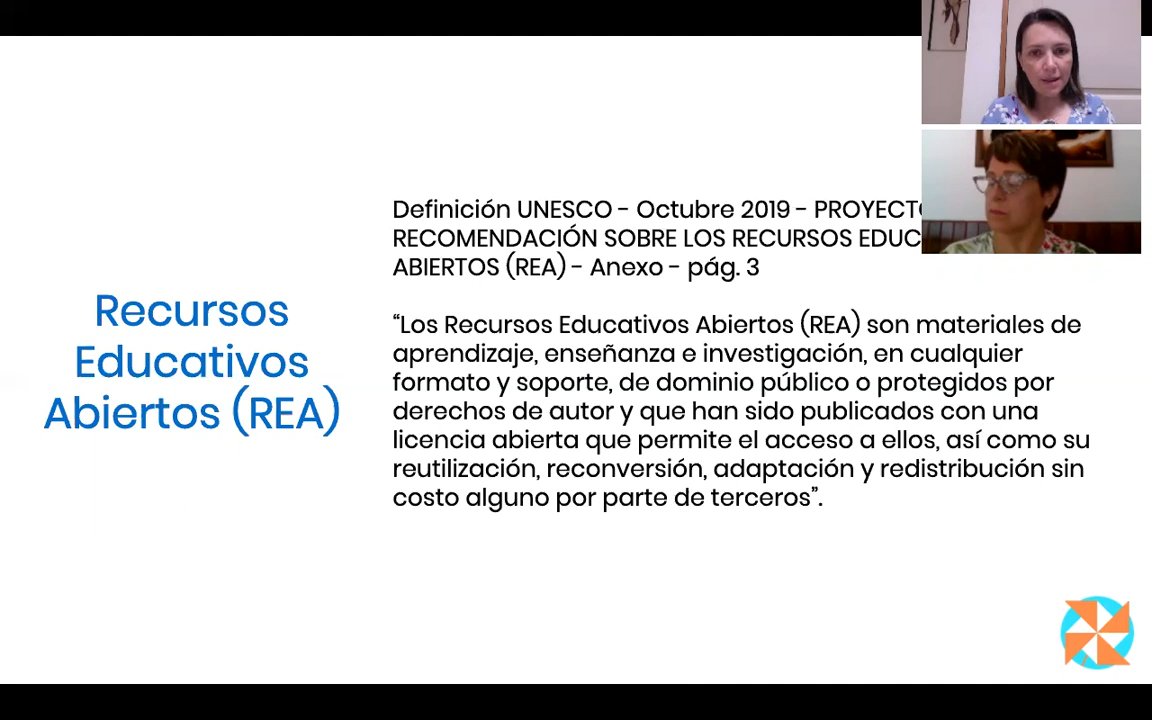 Recursos
Educativos
Abiertos (REA)
Definición UNESCO - Octubre 2019 - PROYECTO
RECOMENDACIÓN SOBRE LOS RECURSOS EDUC
ABIERTOS (REA) - Anexo - pág. 3
“Los Recursos Educativos Abiertos (REA) son materiales de
aprendizaje, enseñanza e investigación, en cualquier
formato y soporte, de dominio público o protegidos por
derechos de autor y que han sido publicados con una
licencia abierta que permite el acceso a ellos, así como su
reutilización, reconversión, adaptación y redistribución sin
costo alguno por parte de terceros”.